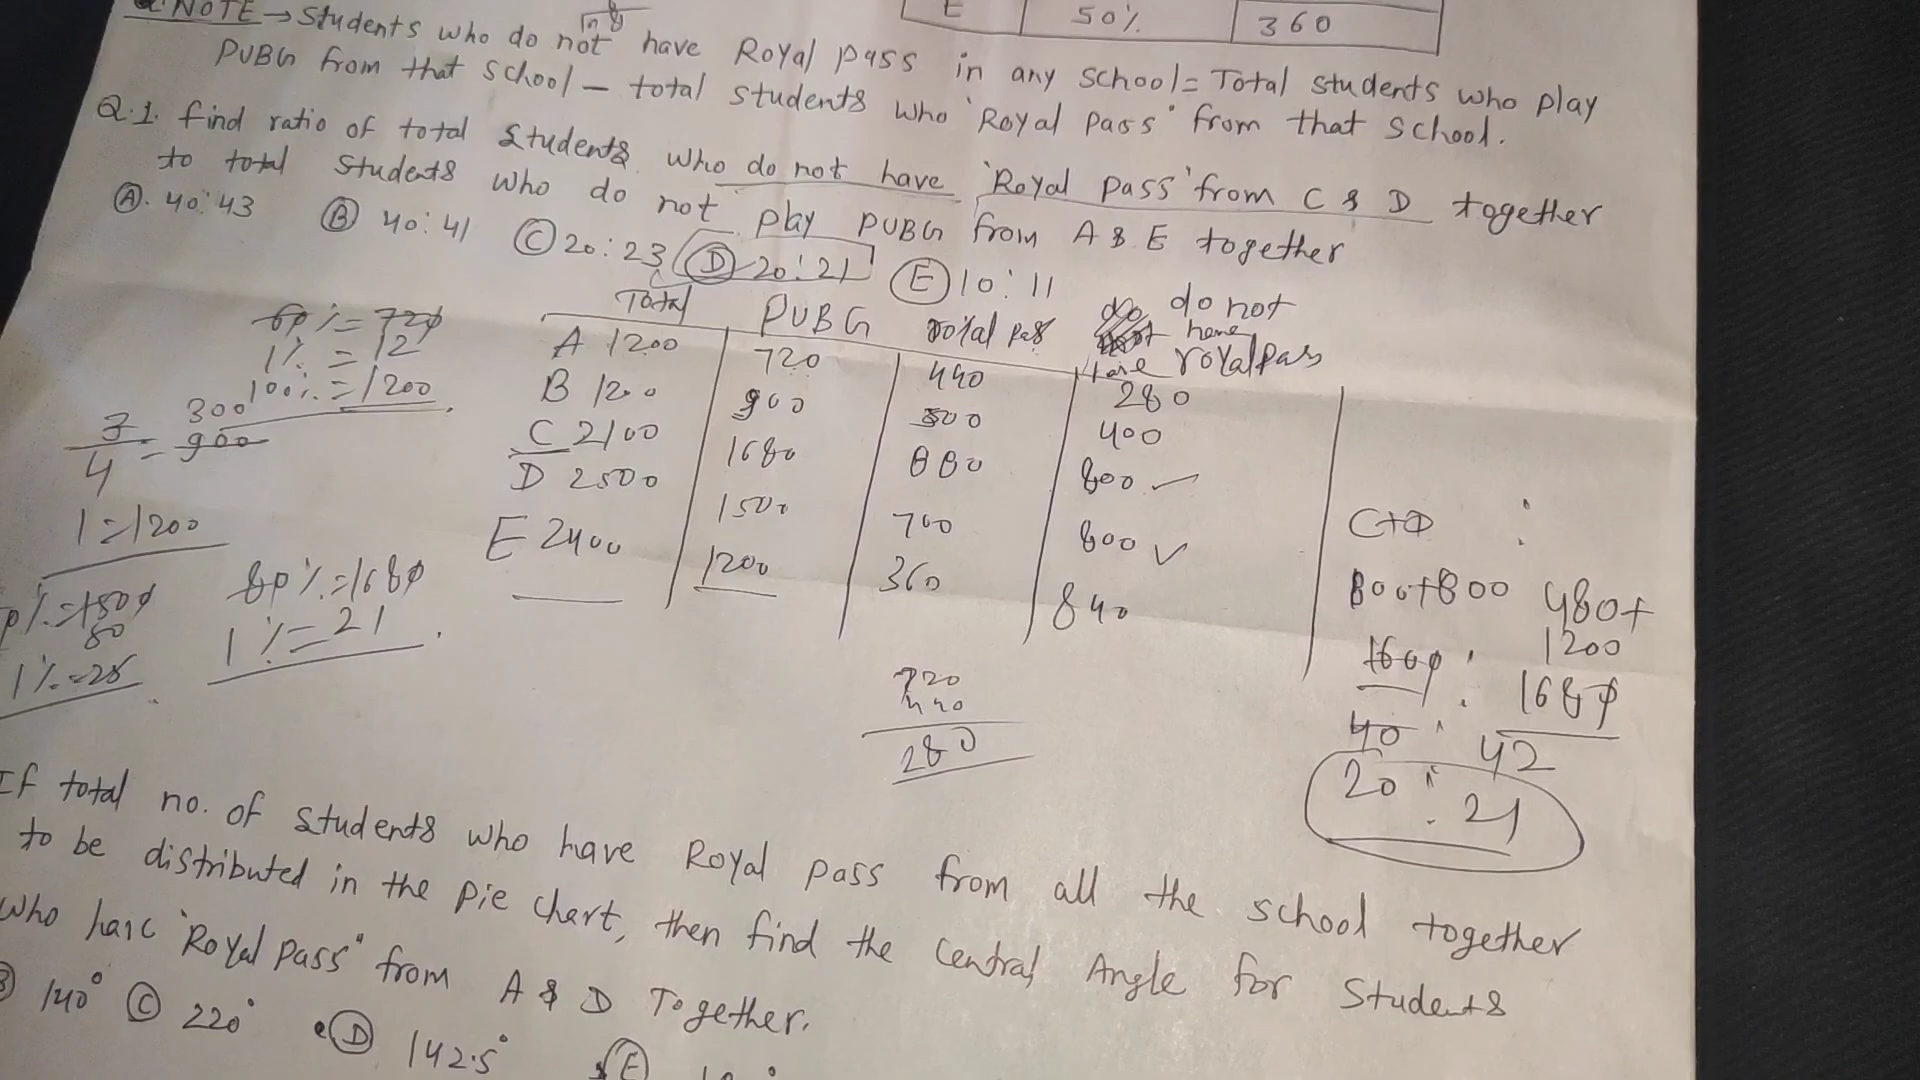 E 50% 360
NOTE → Students who do not have Royal pass in any school = Total students who play
PUBG from that school - total students who 'Royal pass' from that school.
Q.1. find ratio of total students who do not have 'Royal pass' from C & D together
to total students who do not play PUBG from A & E together
A. 40:43 B 40:41 C 20:23 D 20:21 E 10:11
Total PUBG royal pas do not
have
royal pass
A 1200 720 440 280
B 1200 900 500 400
C 2100 1680 880 800
D 2500 1500 700 800
E 2400 1200 360 840
60% = 720
1% = 12
100% = 1200
3/4 = 900 300
1 = 1200
80% = 1680
1% = 21
1% = 25
720
440
280
C+D :
800+800 480+
1200
1600 : 1680
40 : 42
20 : 21
If total no. of students who have Royal pass from all the school together
to be distributed in the pie chart, then find the Central Angle for students
who harc "Royal pass" from A & D Together.
140° C 220° D 142.5° E